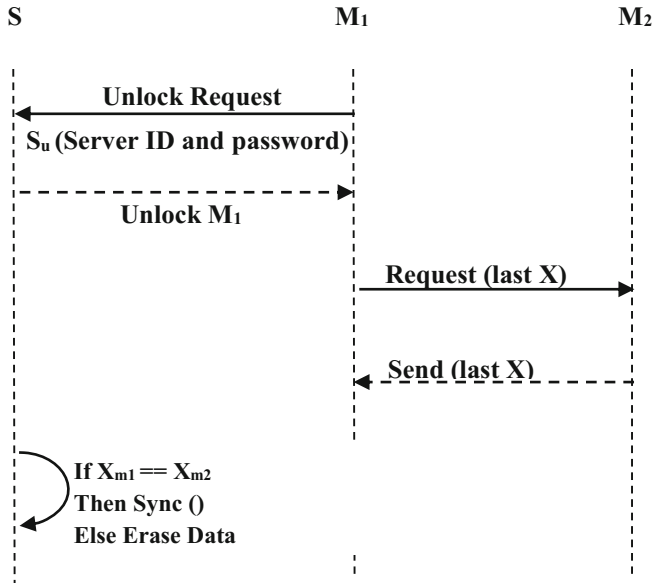 S M₁ M₂
Unlock Request
Sᵤ (Server ID and password)
Unlock M₁
Request (last X)
Send (last X)
If Xₘ₁ == Xₘ₂
Then Sync ()
Else Erase Data